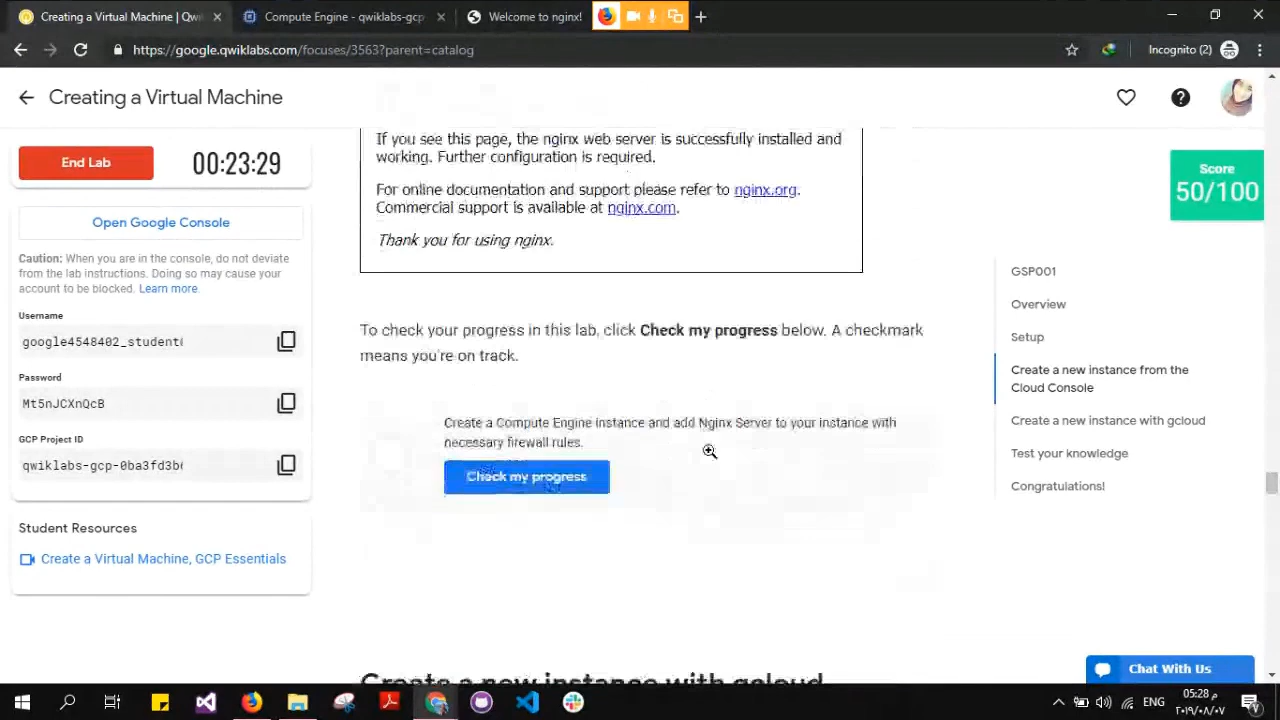 Creating a Virtual Machine | Qwi
Compute Engine - qwiklabs-gcp
Welcome to nginx!
https://google.qwiklabs.com/focuses/3563?parent=catalog
Incognito (2)
Creating a Virtual Machine
End Lab
00:23:29
Open Google Console
Caution: When you are in the console, do not deviate
from the lab instructions. Doing so may cause your
account to be blocked. Learn more.
Username
google4548402_student
Password
Mt5nJCXnQcB
GCP Project ID
qwiklabs-gcp-0ba3fd3b
Student Resources
Create a Virtual Machine, GCP Essentials
If you see this page, the nginx web server is successfully installed and
working. Further configuration is required.
For online documentation and support please refer to nginx.org.
Commercial support is available at nginx.com.
Thank you for using nginx.
To check your progress in this lab, click Check my progress below. A checkmark
means you're on track.
Create a Compute Engine instance and add Nginx Server to your instance with
necessary firewall rules.
Check my progress
Create a new instance with gcloud
Score
50/100
GSP001
Overview
Setup
Create a new instance from the
Cloud Console
Create a new instance with gcloud
Test your knowledge
Congratulations!
Chat With Us
ENG
05:28 م
٢٠١٩/٠٨/٠٧